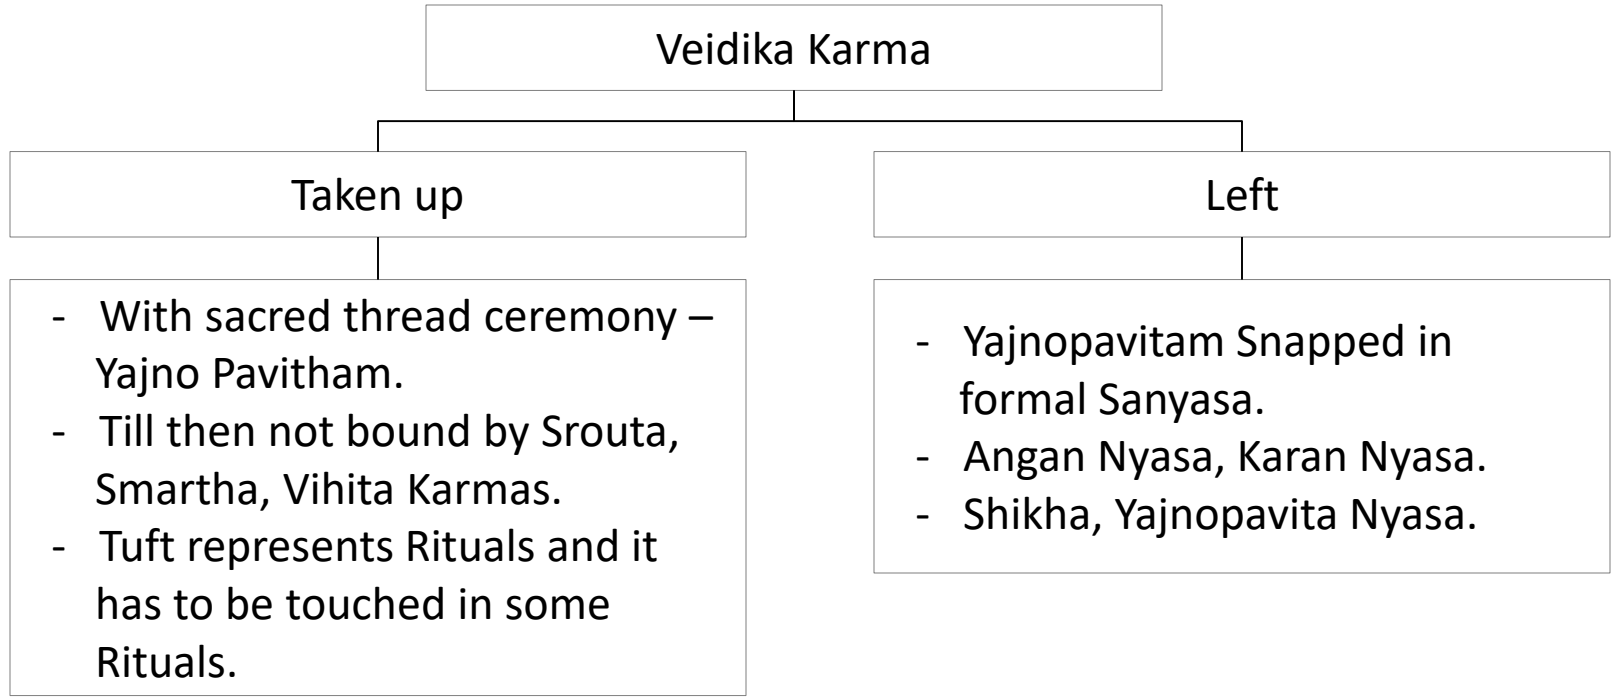 Veidika Karma
Taken up
- With sacred thread ceremony –
Yajno Pavitham.
- Till then not bound by Srouta,
Smartha, Vihita Karmas.
- Tuft represents Rituals and it
has to be touched in some
Rituals.
Left
- Yajnopavitam Snapped in
formal Sanyasa.
- Angan Nyasa, Karan Nyasa.
- Shikha, Yajnopavita Nyasa.